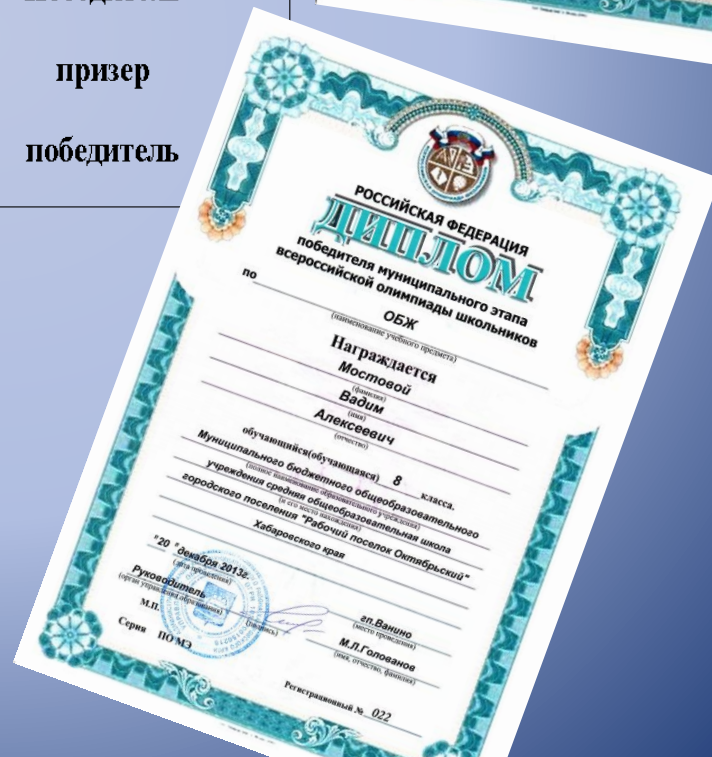 призер
победитель
РОССИЙСКАЯ ФЕДЕРАЦИЯ
ДИПЛОМ
победителя муниципального этапа
всероссийской олимпиады школьников
по
ОБЖ
(наименование учебного предмета)
Награждается
Мостовой
(фамилия)
Вадим
(имя)
Алексеевич
(отчество)
обучающийся(обучающаяся) 8 класса.
Муниципального бюджетного общеобразовательного
(полное наименование образовательного учреждения)
учреждения средняя общеобразовательная школа
(и его место нахождения)
городского поселения "Рабочий поселок Октябрьский"
Хабаровского края
"20 "декабря 2013г.
(дата проведения)
гп.Ванино
(место проведения)
Руководитель
(орган управления образования)
(подпись)
М.Л.Голованов
(имя, отчество, фамилия)
М.П.
Серия ПОМЭ
Регистрационный № 022